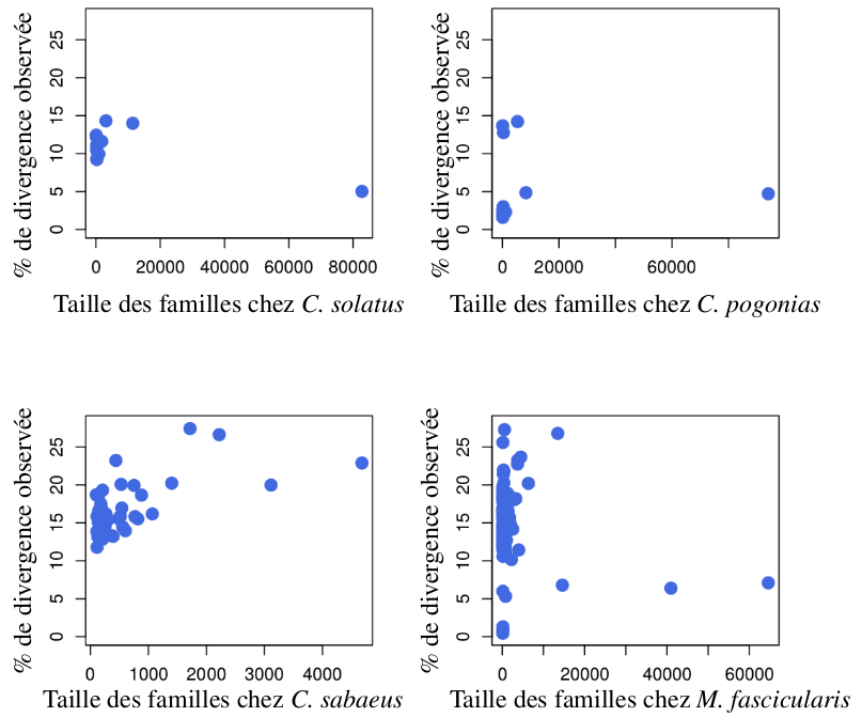 % de divergence observée
25
20
15
10
5
0
0 20000 40000 60000 80000
Taille des familles chez C. solatus
% de divergence observée
25
20
15
10
5
0
0 20000 60000
Taille des familles chez C. pogonias
% de divergence observée
25
20
15
10
5
0
0 1000 2000 3000 4000
Taille des familles chez C. sabaeus
% de divergence observée
25
20
15
10
5
0
0 20000 40000 60000
Taille des familles chez M. fascicularis